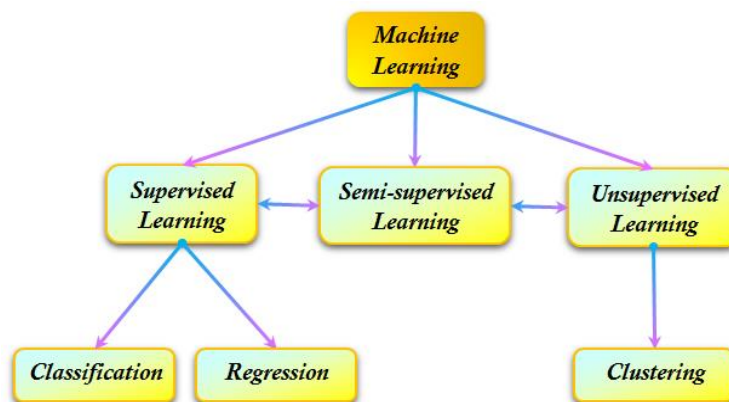 Machine
Learning
Supervised
Learning
Semi-supervised
Learning
Unsupervised
Learning
Classification
Regression
Clustering